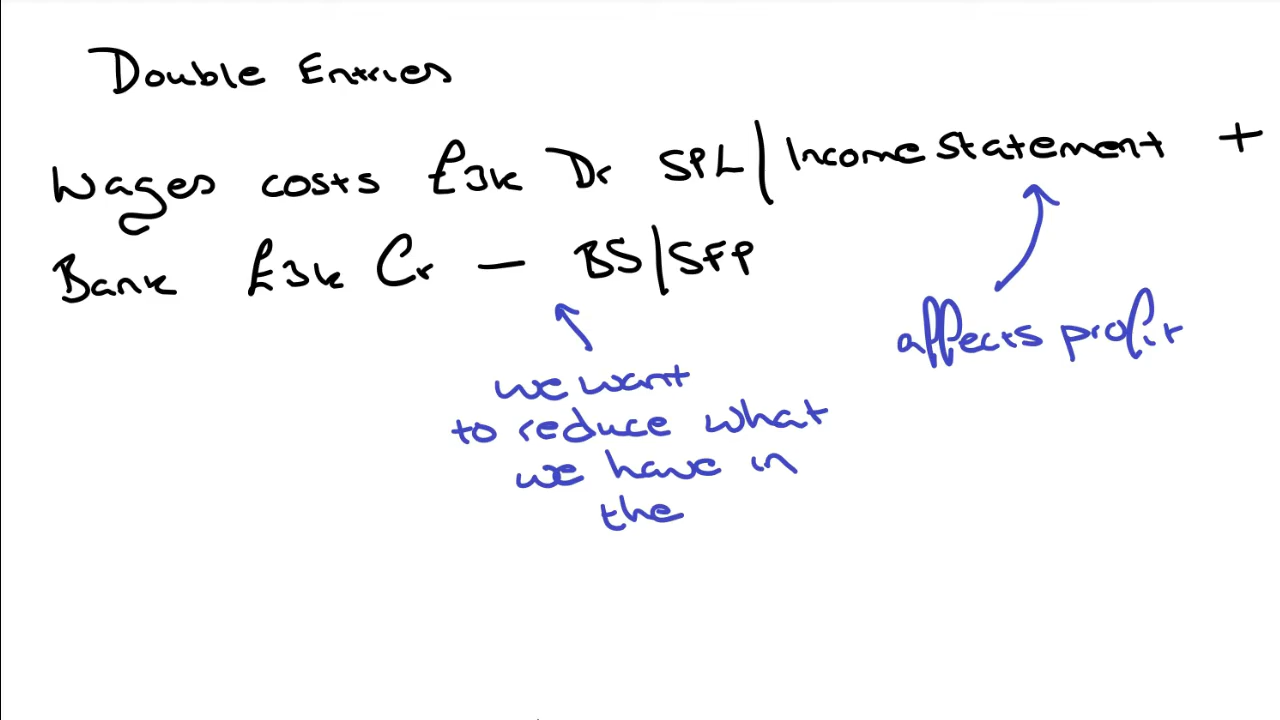 Double Entries
Wages costs £3k Dr SPL/Income Statement +
Bank £3k Cr - BS/SFP
affects profit
we want
to reduce what
we have in
the